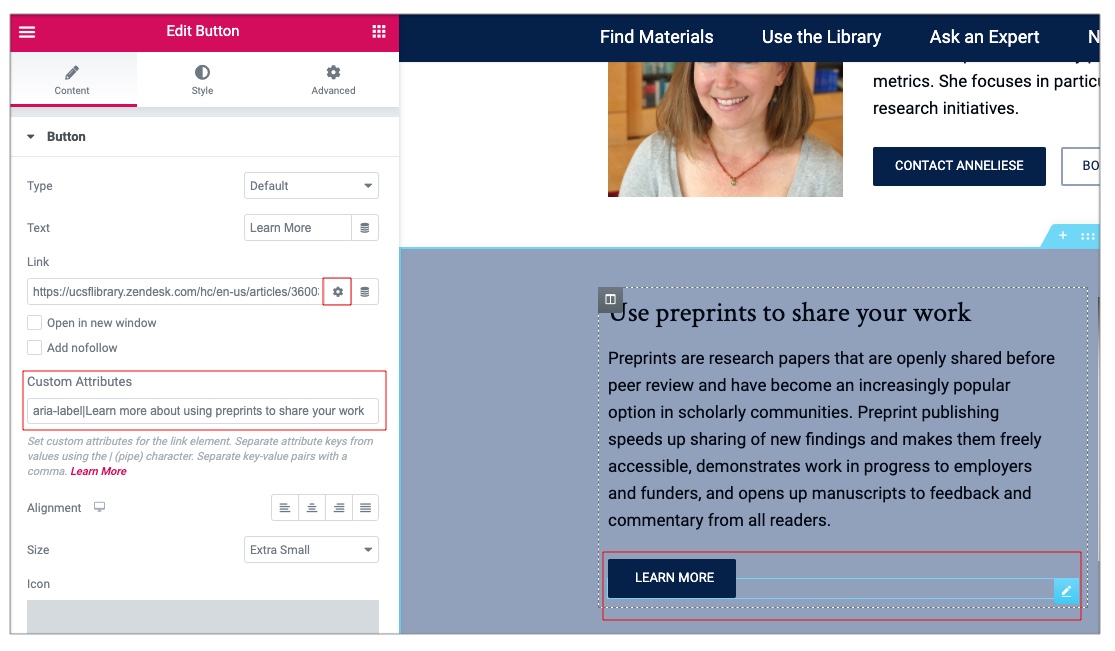 Edit Button
Content
Style
Advanced
Button
Type
Default
Text
Learn More
Link
https://ucsflibrary.zendesk.com/hc/en-us/articles/3600
Open in new window
Add nofollow
Custom Attributes
aria-label|Learn more about using preprints to share your work
Set custom attributes for the link element. Separate attribute keys from
values using the | (pipe) character. Separate key-value pairs with a
comma. Learn More
Alignment
Size
Extra Small
Icon
Find Materials
Use the Library
Ask an Expert
N
metrics. She focuses in particu
research initiatives.
CONTACT ANNELIESE
BO
Use preprints to share your work
Preprints are research papers that are openly shared before
peer review and have become an increasingly popular
option in scholarly communities. Preprint publishing
speeds up sharing of new findings and makes them freely
accessible, demonstrates work in progress to employers
and funders, and opens up manuscripts to feedback and
commentary from all readers.
LEARN MORE